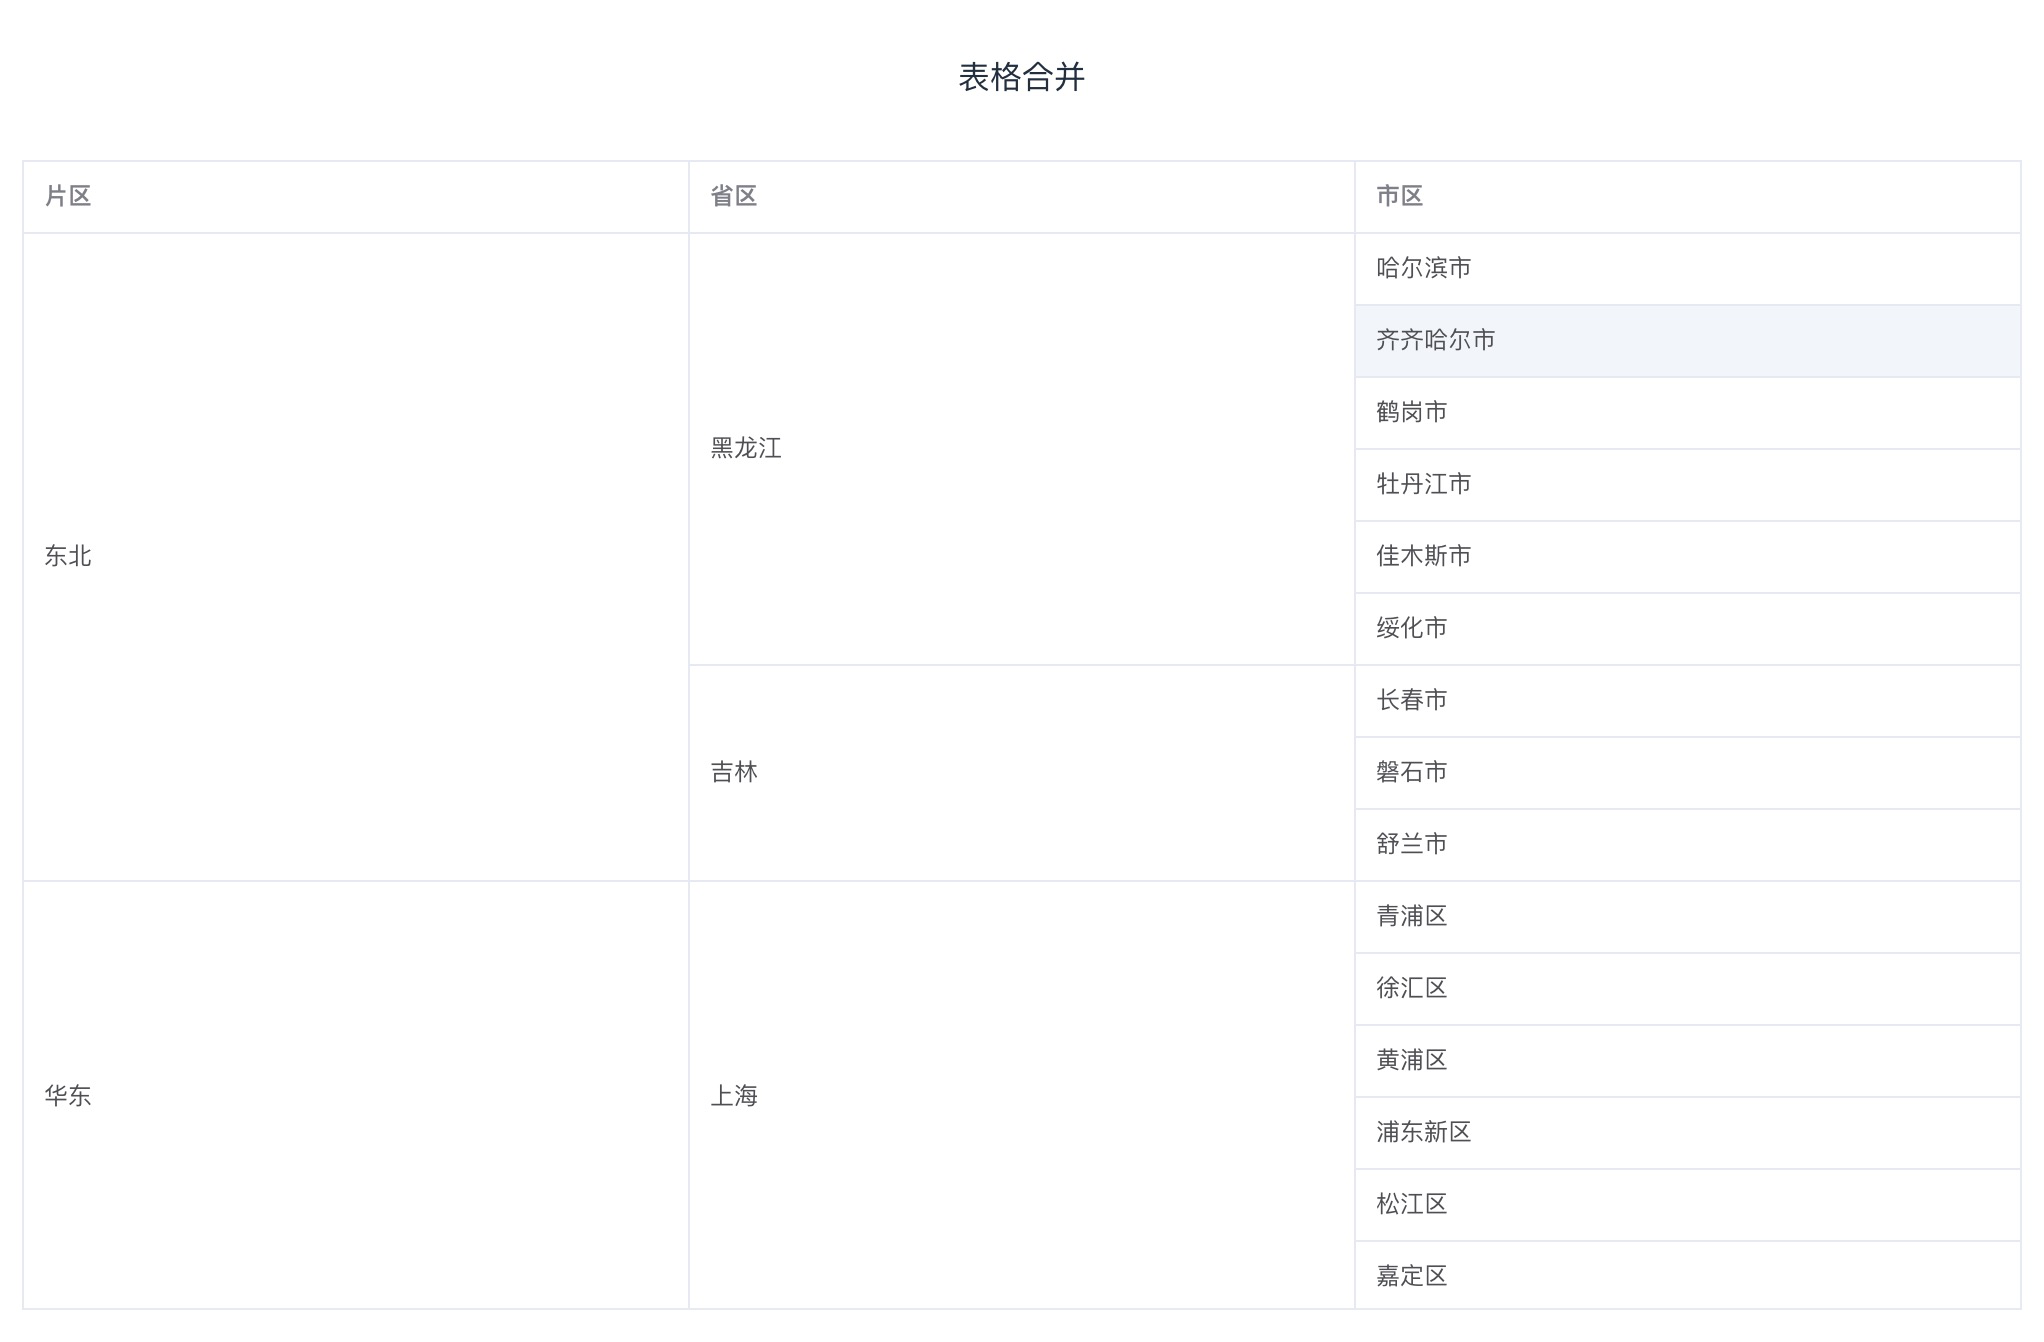 表格合并
片区 省区 市区
东北 黑龙江 哈尔滨市
齐齐哈尔市
鹤岗市
牡丹江市
佳木斯市
绥化市
吉林 长春市
磐石市
舒兰市
华东 上海 青浦区
徐汇区
黄浦区
浦东新区
松江区
嘉定区